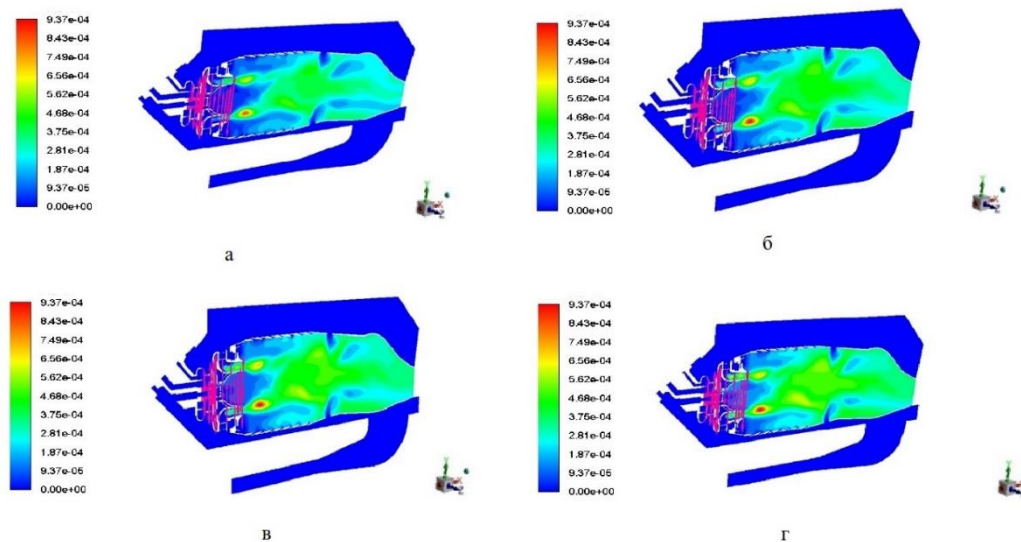 9.37e-04
8.43e-04
7.49e-04
6.56e-04
5.62e-04
4.68e-04
3.75e-04
2.81e-04
1.87e-04
9.37e-05
0.00e+00
а
9.37e-04
8.43e-04
7.49e-04
6.56e-04
5.62e-04
4.68e-04
3.75e-04
2.81e-04
1.87e-04
9.37e-05
0.00e+00
б
9.37e-04
8.43e-04
7.49e-04
6.56e-04
5.62e-04
4.68e-04
3.75e-04
2.81e-04
1.87e-04
9.37e-05
0.00e+00
в
9.37e-04
8.43e-04
7.49e-04
6.56e-04
5.62e-04
4.68e-04
3.75e-04
2.81e-04
1.87e-04
9.37e-05
0.00e+00
г